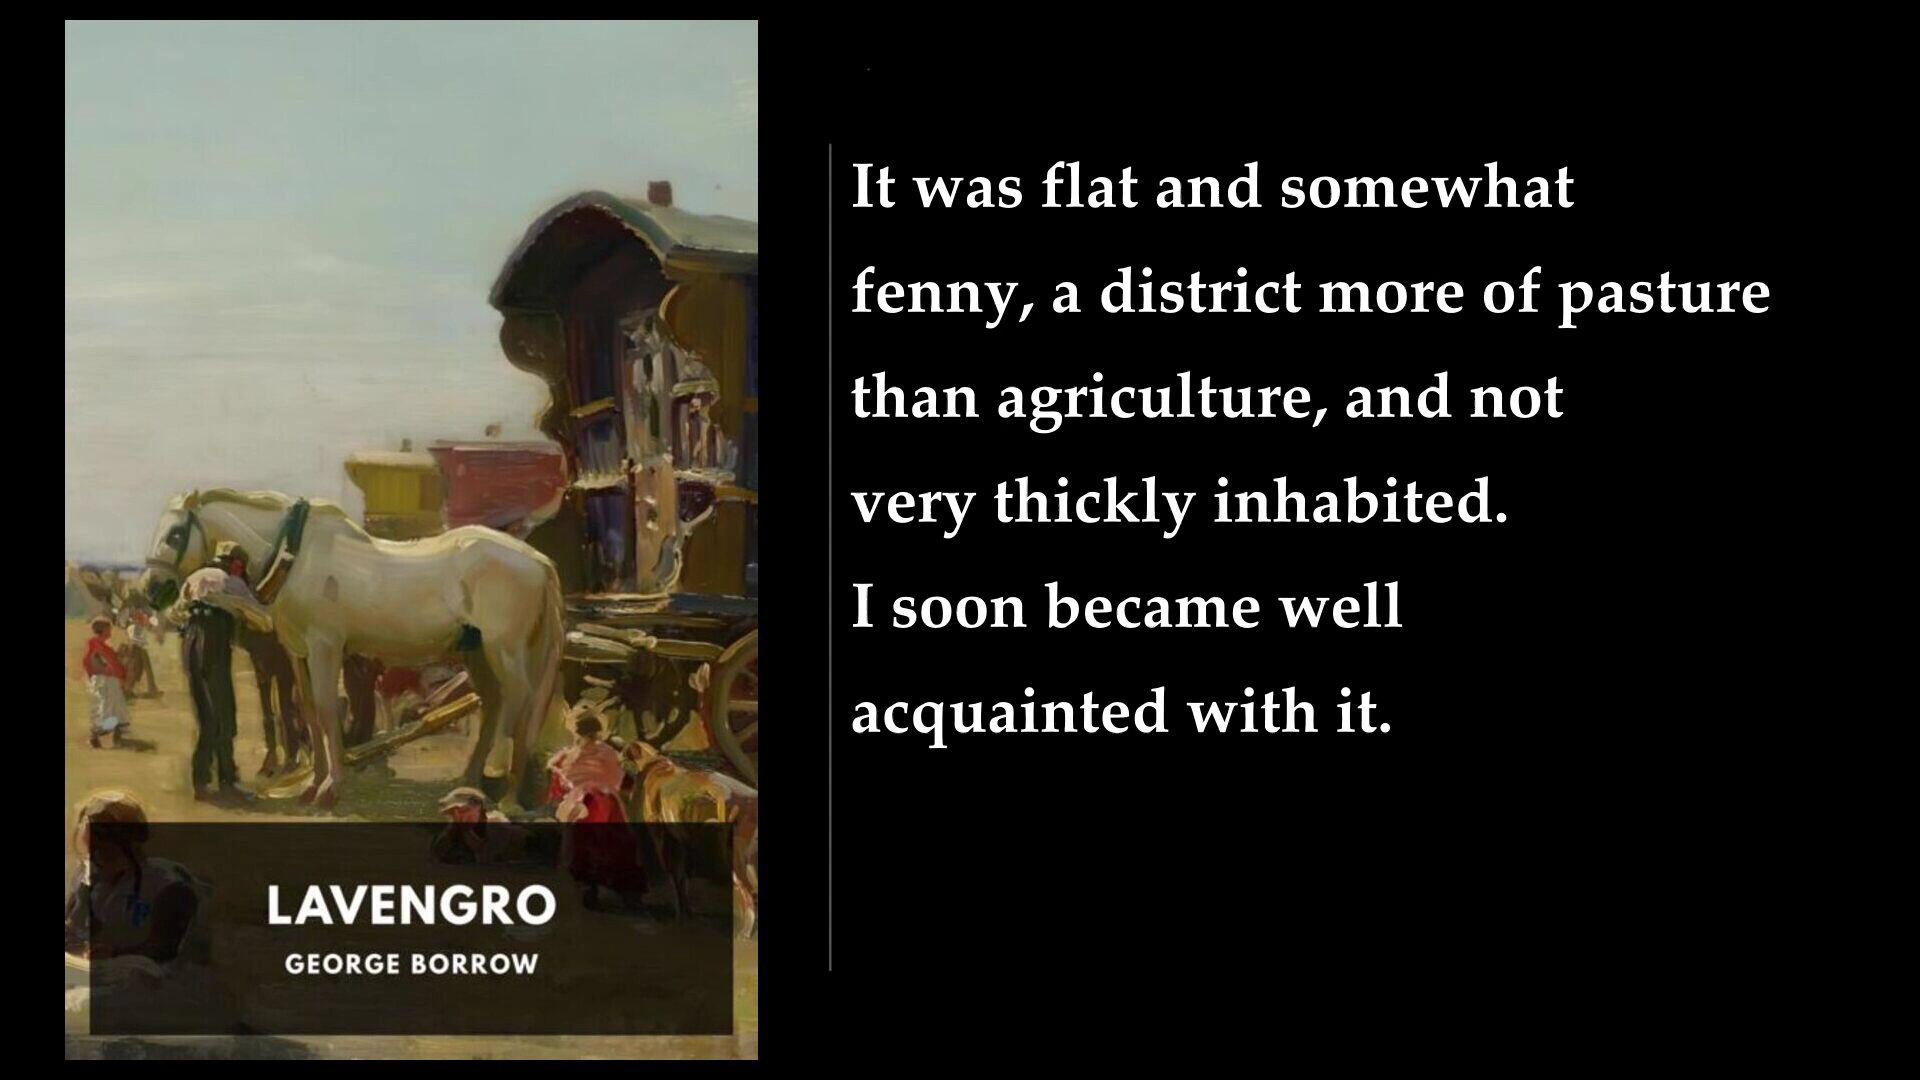 LAVENGRO
GEORGE BORROW
It was flat and somewhat
fenny, a district more of pasture
than agriculture, and not
very thickly inhabited.
I soon became well
acquainted with it.